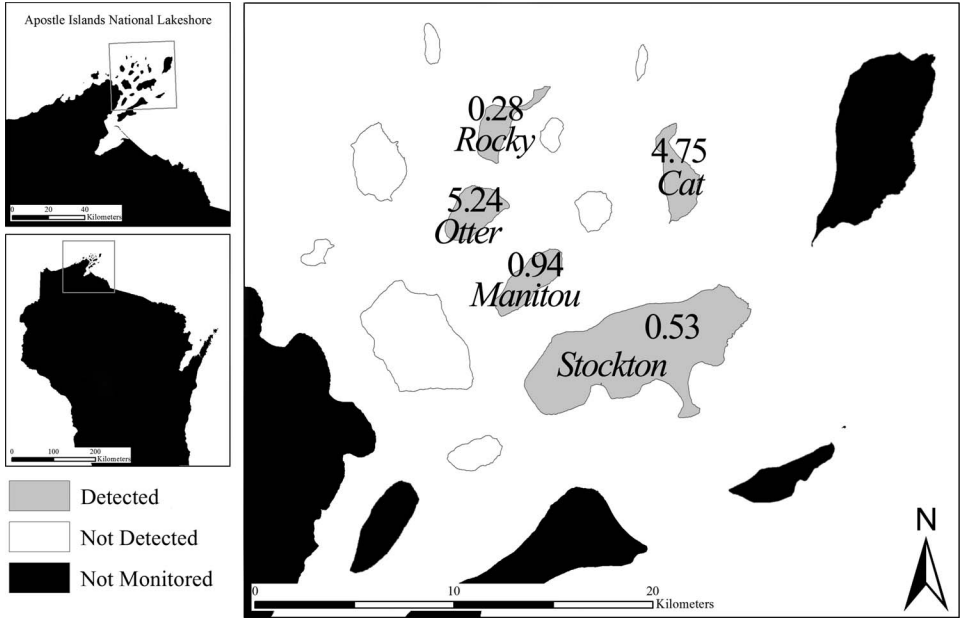 Apostle Islands National Lakeshore
0 20 40
Kilometers
0 100 200
Kilometers
Detected
Not Detected
Not Monitored
0.28
Rocky
4.75
Cat
5.24
Otter
0.94
Manitou
0.53
Stockton
N
0 10 20
Kilometers